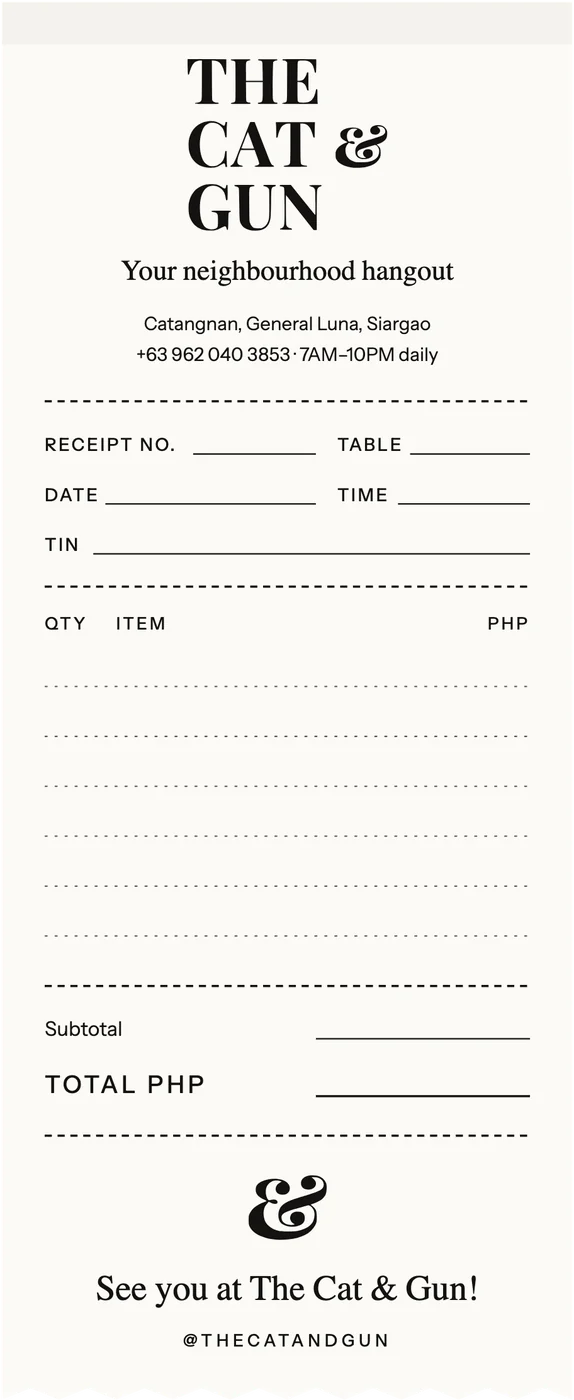 THE
CAT &
GUN
Your neighbourhood hangout
Catangnan, General Luna, Siargao
+63 962 040 3853 · 7AM–10PM daily
RECEIPT NO. TABLE
DATE TIME
TIN
QTY ITEM PHP
Subtotal
TOTAL PHP
&
See you at The Cat & Gun!
@THECATANDGUN